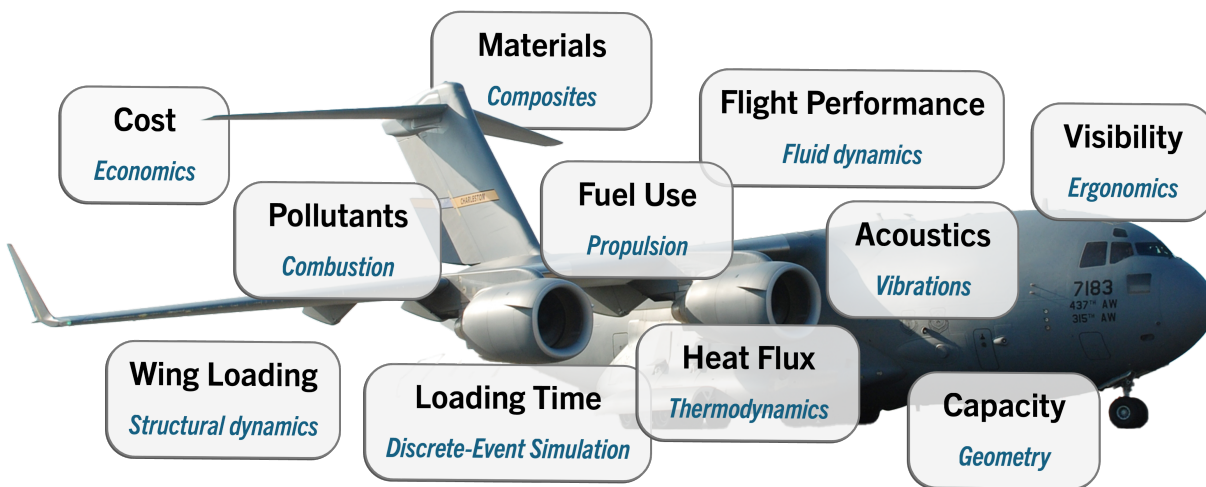 Materials
Composites
Cost
Economics
Flight Performance
Fluid dynamics
Visibility
Ergonomics
CHARLESTON
Pollutants
Combustion
Fuel Use
Propulsion
Acoustics
Vibrations
7183
437TH AW
315TH AW
Wing Loading
Structural dynamics
Loading Time
Discrete-Event Simulation
Heat Flux
Thermodynamics
Capacity
Geometry